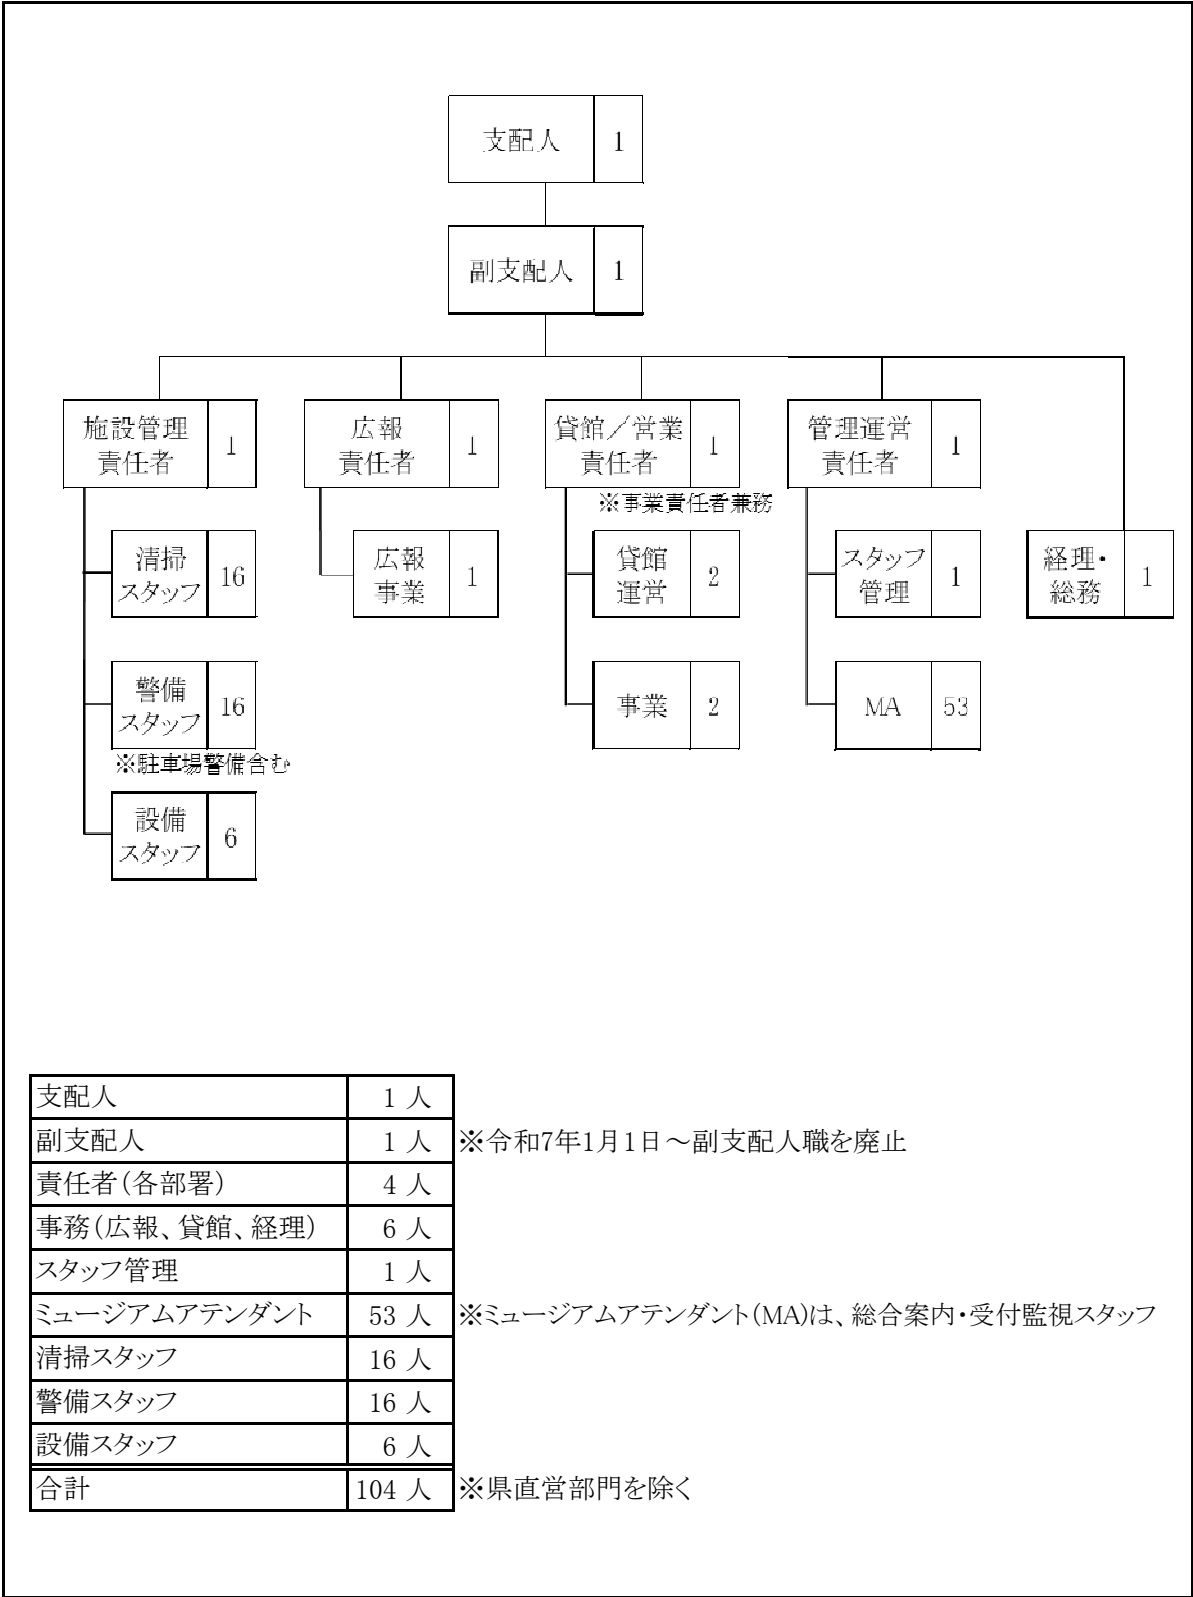 支配人 1
副支配人 1
施設管理 責任者 1
広報 責任者 1
貸館／営業 責任者 1
管理運営 責任者 1
※事業責任者兼務
清掃 スタッフ 16
広報 事業 1
貸館 運営 2
スタッフ 管理 1
経理・ 総務 1
警備 スタッフ 16
事業 2
MA 53
※駐車場警備含む
設備 スタッフ 6
支配人 1 人
副支配人 1 人 ※令和7年1月1日～副支配人職を廃止
責任者（各部署） 4 人
事務（広報、貸館、経理） 6 人
スタッフ管理 1 人
ミュージアムアテンダント 53 人 ※ミュージアムアテンダント（MA)は、総合案内・受付監視スタッフ
清掃スタッフ 16 人
警備スタッフ 16 人
設備スタッフ 6 人
合計 104 人 ※県直営部門を除く